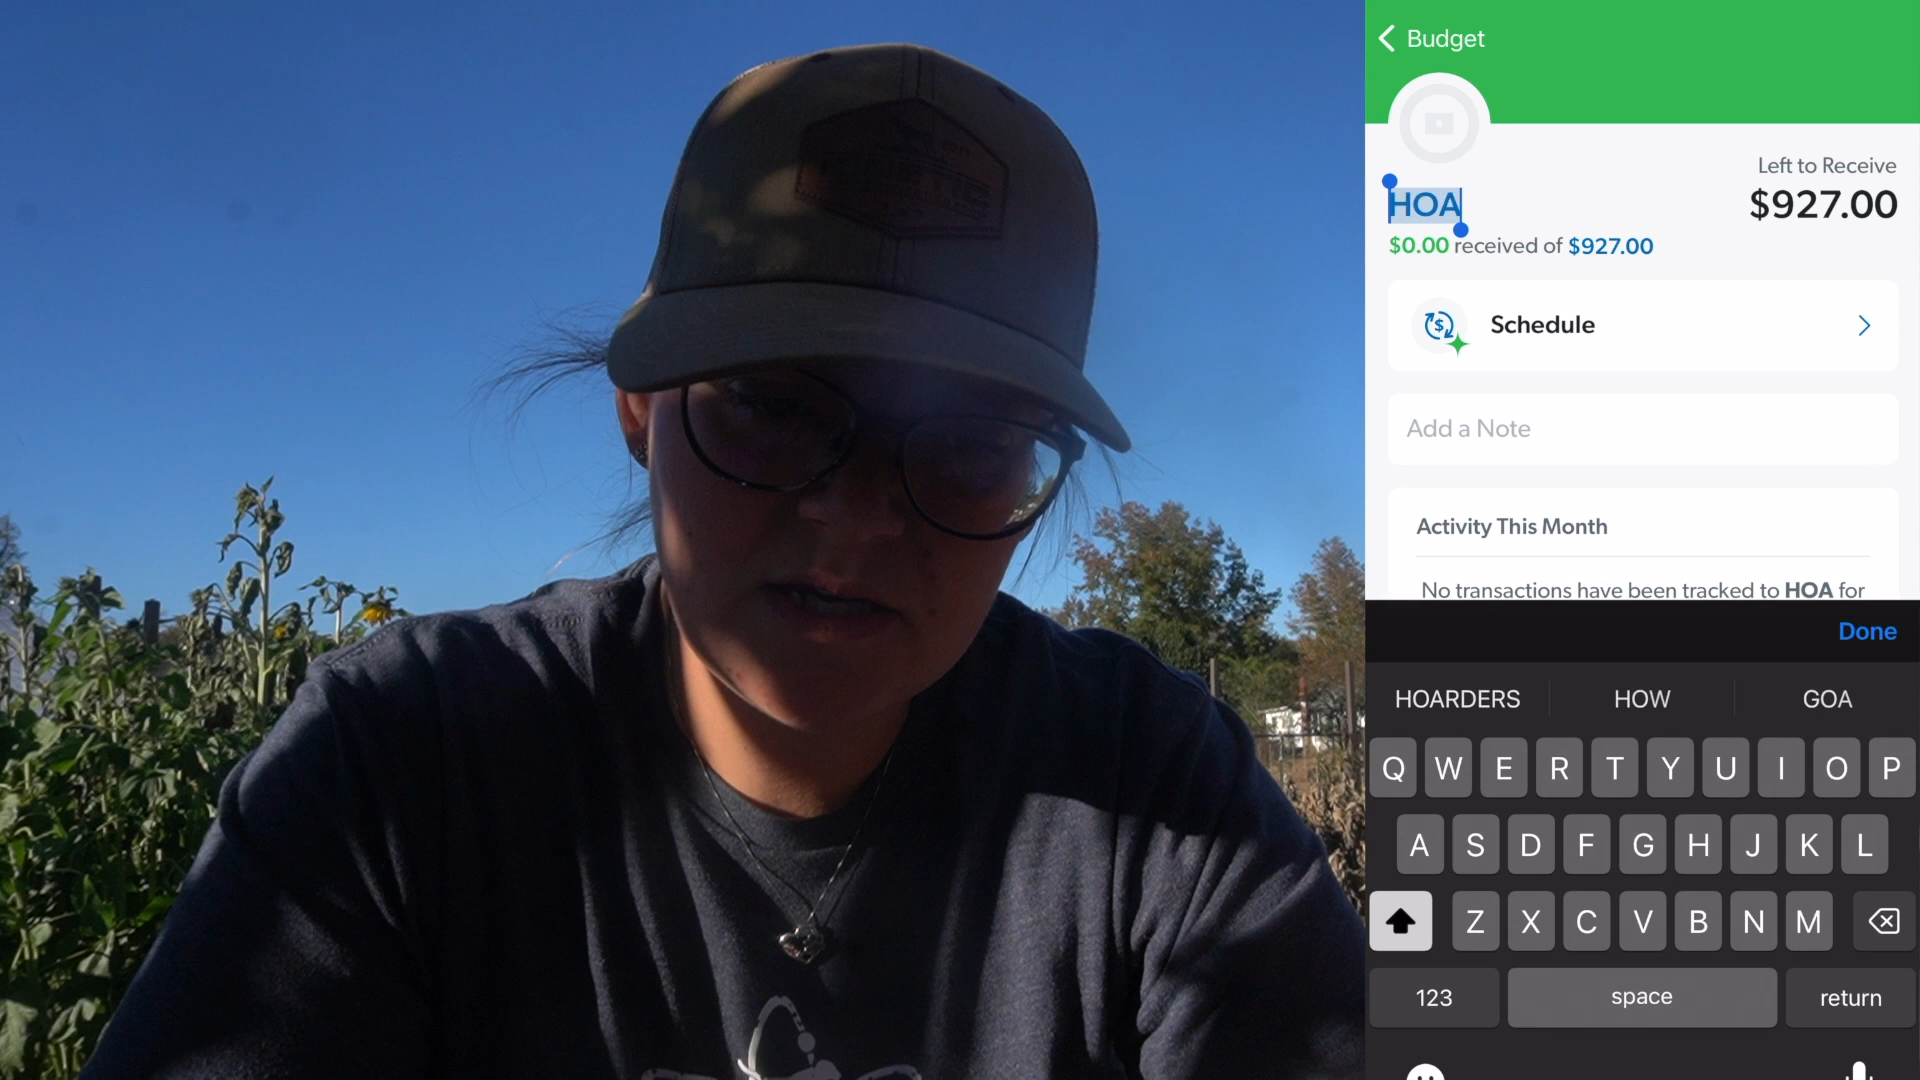 Budget
Left to Receive
HOA
$927.00
$0.00 received of $927.00
Schedule
Add a Note
Activity This Month
No transactions have been tracked to HOA for
Done
HOARDERS HOW GOA
Q W E R T Y U I O P
A S D F G H J K L
Z X C V B N M
123 space return